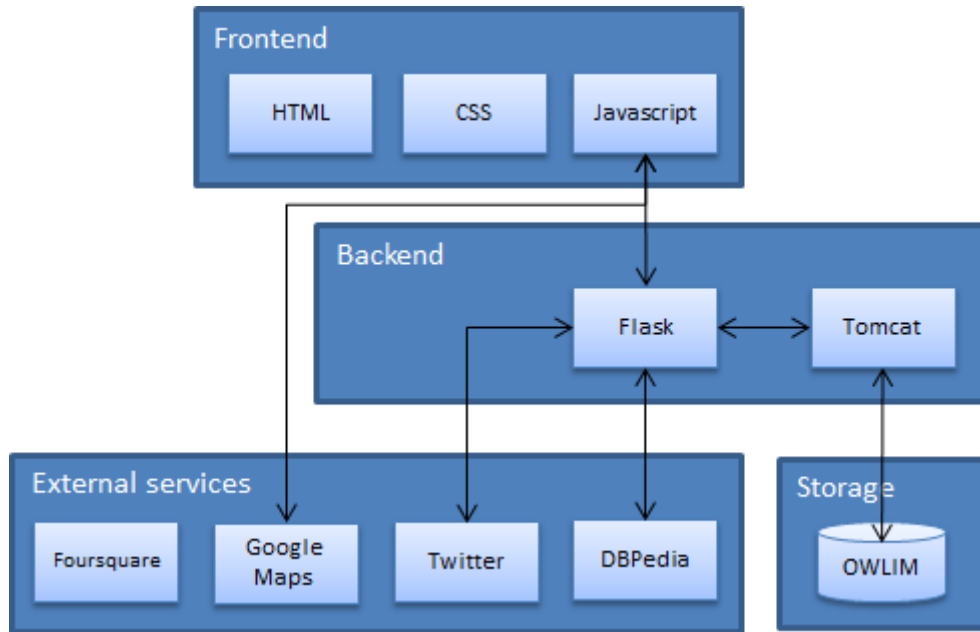 Frontend
HTML
CSS
Javascript
Backend
Flask
Tomcat
External services
Foursquare
Google
Maps
Twitter
DBPedia
Storage
OWLIM